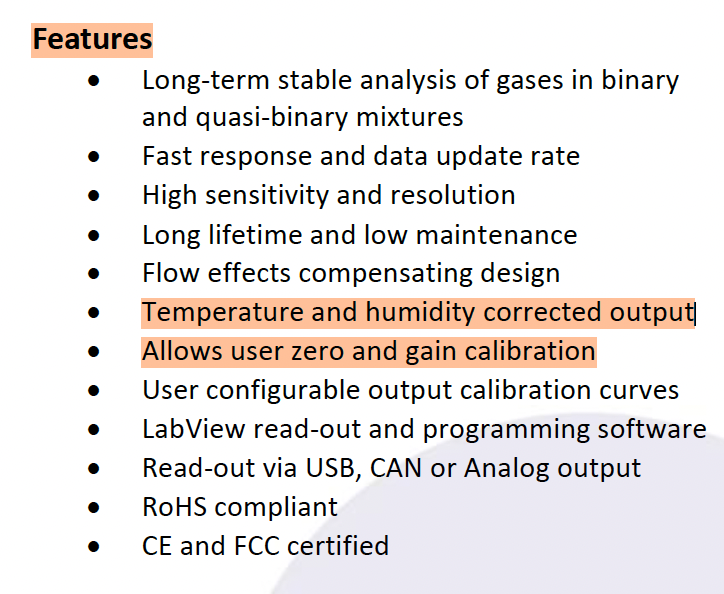 Features
• Long-term stable analysis of gases in binary
and quasi-binary mixtures
• Fast response and data update rate
• High sensitivity and resolution
• Long lifetime and low maintenance
• Flow effects compensating design
• Temperature and humidity corrected output
• Allows user zero and gain calibration
• User configurable output calibration curves
• LabView read-out and programming software
• Read-out via USB, CAN or Analog output
• RoHS compliant
• CE and FCC certified